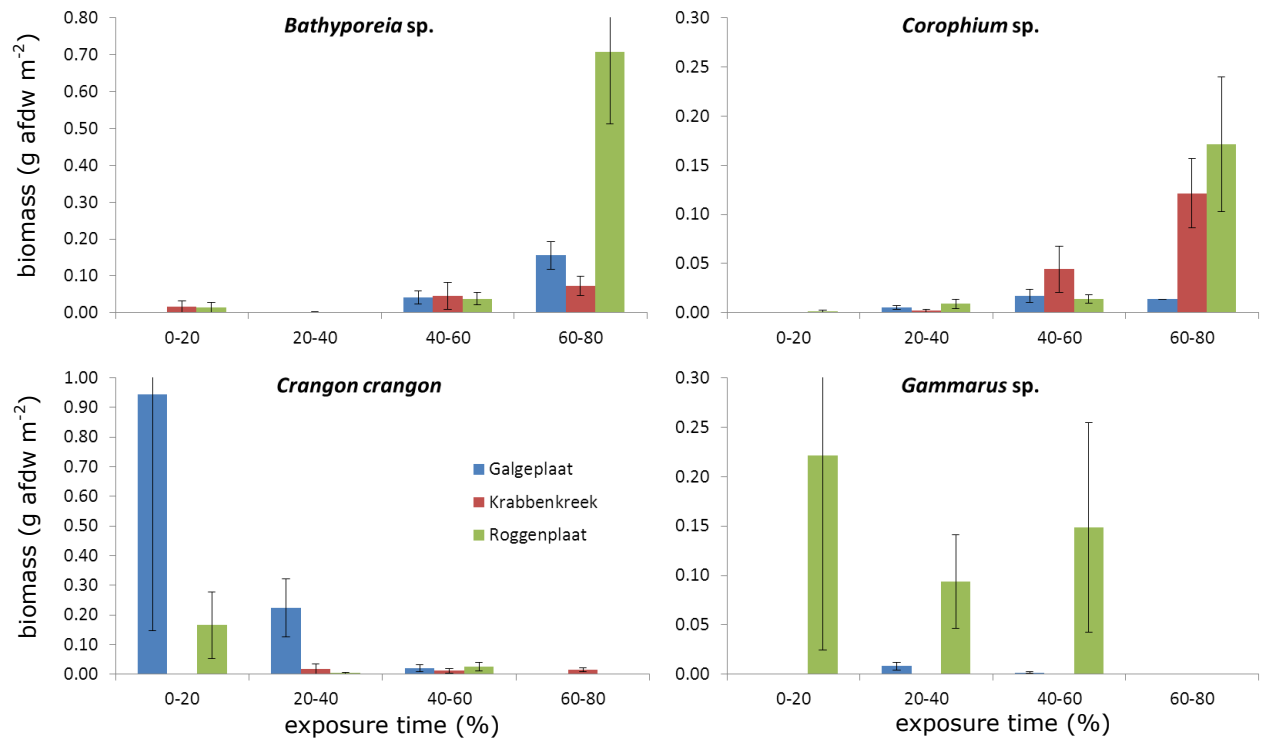 Bathyporeia sp.
biomass (g afdw m-2)
0.80
0.70
0.60
0.50
0.40
0.30
0.20
0.10
0.00
0-20 20-40 40-60 60-80
Corophium sp.
0.30
0.25
0.20
0.15
0.10
0.05
0.00
0-20 20-40 40-60 60-80
Crangon crangon
biomass (g afdw m-2)
1.00
0.90
0.80
0.70
0.60
0.50
0.40
0.30
0.20
0.10
0.00
Galgeplaat
Krabbenkreek
Roggenplaat
0-20 20-40 40-60 60-80
exposure time (%)
Gammarus sp.
0.30
0.25
0.20
0.15
0.10
0.05
0.00
0-20 20-40 40-60 60-80
exposure time (%)